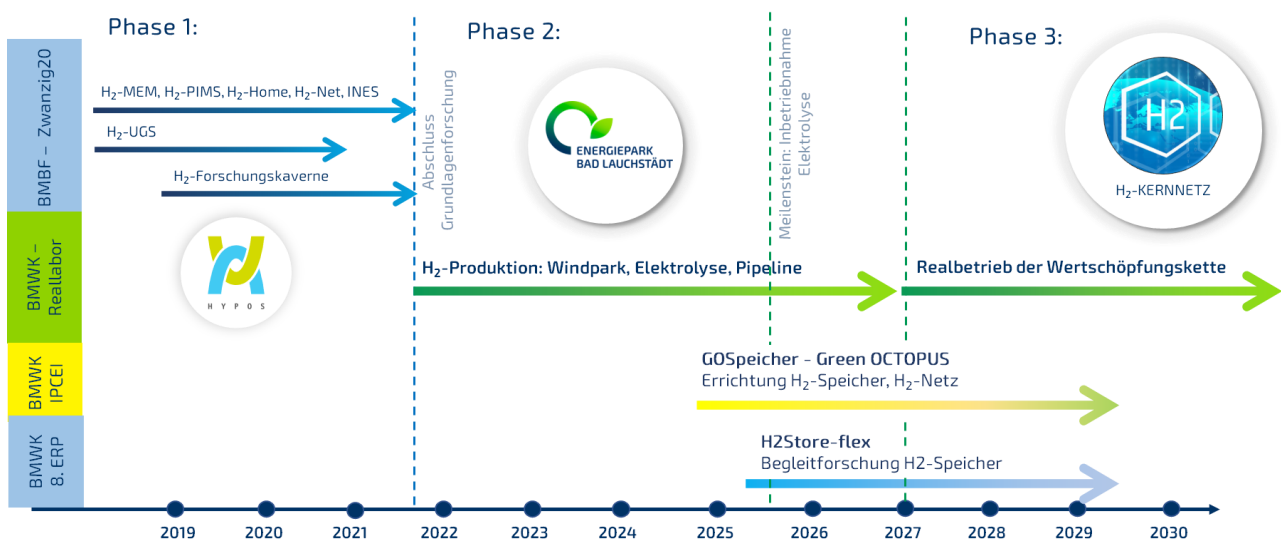 Phase 1:
Phase 2:
Phase 3:
BMBF – Zwanzig20
H₂-MEM, H₂-PIMS, H₂-Home, H₂-Net, INES
H₂-UGS
H₂-Forschungskaverne
Abschluss
Grundlagenforschung
ENERGIEPARK
BAD LAUCHSTÄDT
Meilenstein: Inbetriebnahme
Elektrolyse
H2
H₂-KERNNETZ
BMWK –
Reallabor
HYPOS
H₂-Produktion: Windpark, Elektrolyse, Pipeline
Realbetrieb der Wertschöpfungskette
BMWK
IPCEI
GOSpeicher - Green OCTOPUS
Errichtung H₂-Speicher, H₂-Netz
BMWK
8. ERP
H2Store-flex
Begleitforschung H2-Speicher
2019 2020 2021 2022 2023 2024 2025 2026 2027 2028 2029 2030